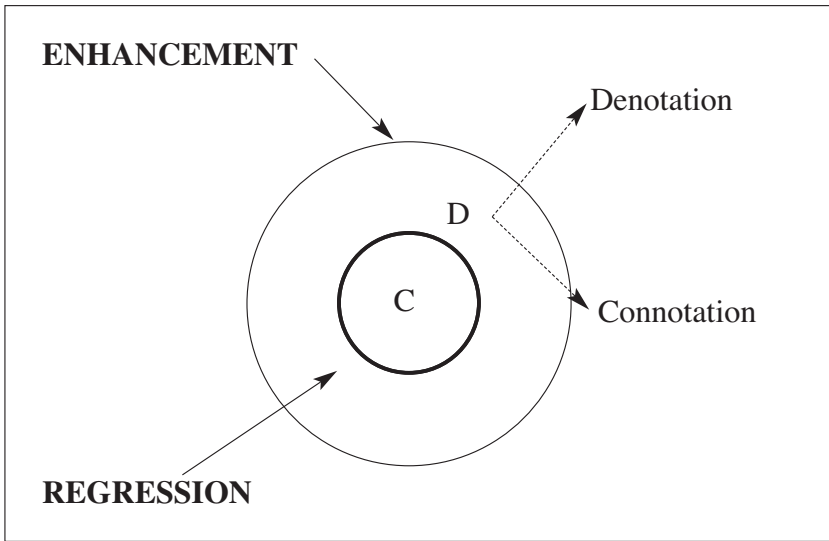 ENHANCEMENT
Denotation
D
C
Connotation
REGRESSION